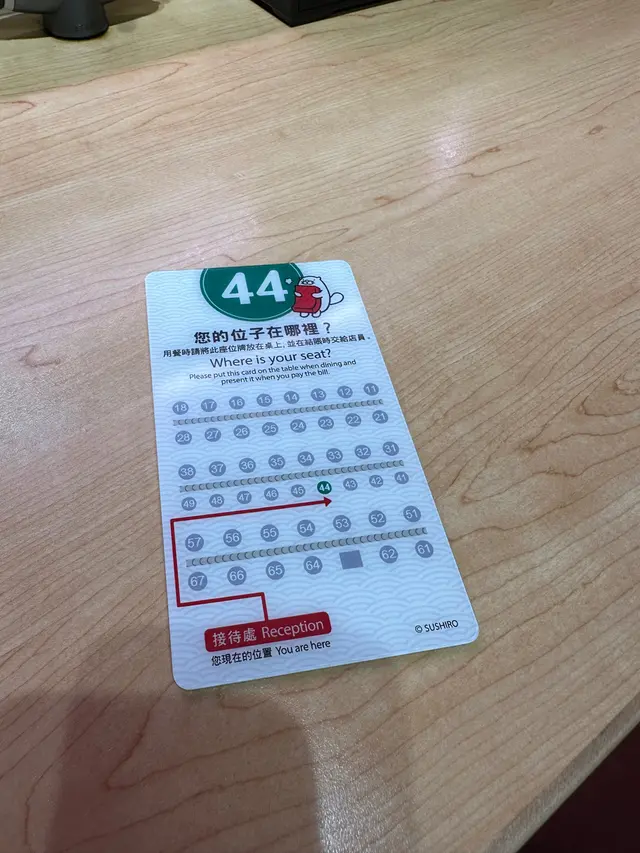 44
您的位子在哪裡？
用餐時請將此座位牌放在桌上，並在結賬時交給店員。
Where is your seat?
Please put this card on the table when dining and
present it when you pay the bill.
18 17 16 15 14 13 12 11
28 27 26 25 24 23 22 21
38 37 36 35 34 33 32 31
49 48 47 46 45 44 43 42 41
57 56 55 54 53 52 51
67 66 65 64 62 61
接待處 Reception
您現在的位置 You are here
© SUSHIRO